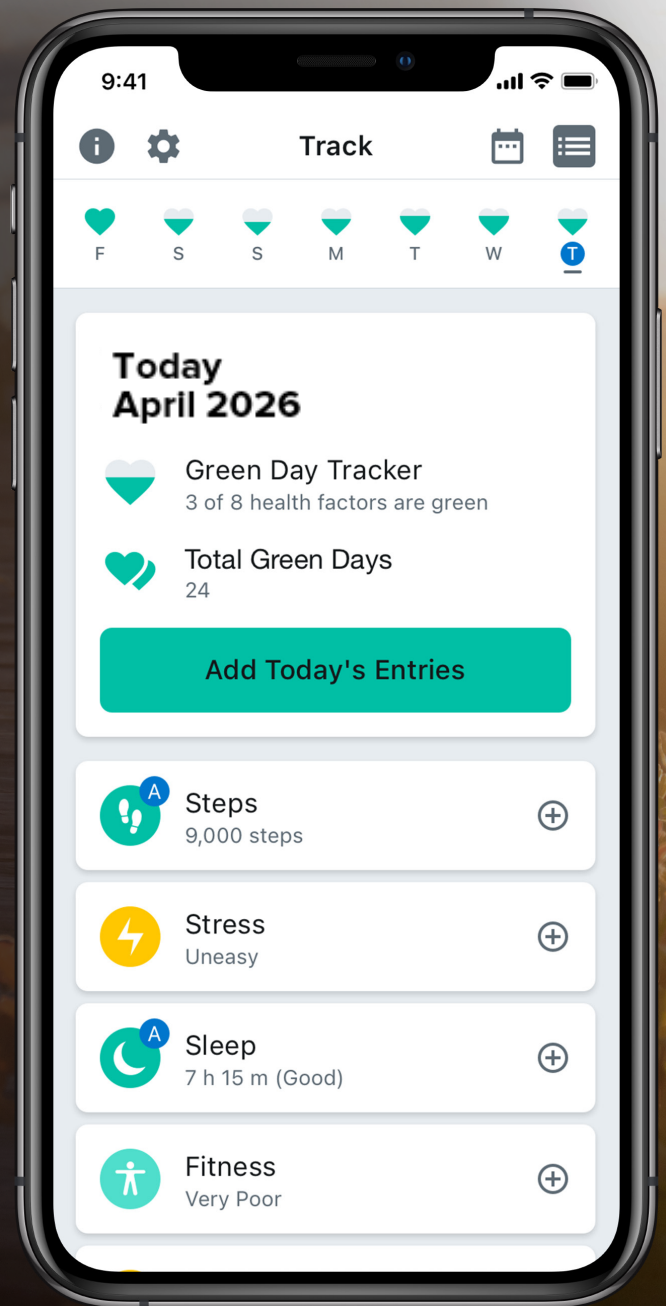 9:41
Track
F S S M T W T
Today
April 2026
Green Day Tracker
3 of 8 health factors are green
Total Green Days
24
Add Today's Entries
A
Steps
9,000 steps
Stress
Uneasy
A
Sleep
7 h 15 m (Good)
Fitness
Very Poor